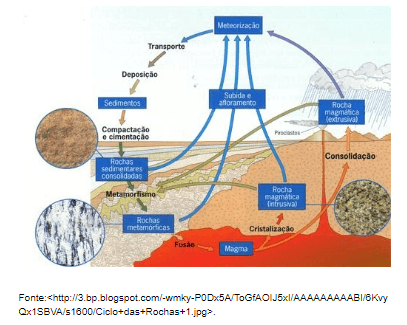 Meteorização
Transporte
Deposição
Sedimentos
Subida e
afloramento
Compactação
e cimentação
Rochas
sedimentares
consolidadas
Metamorfismo
Rochas
metamórficas
Fusão
Magma
Cristalização
Rocha
magmática
(intrusiva)
Consolidação
Piroclastos
Rocha
magmática
(extrusiva)
Fonte:<http://3.bp.blogspot.com/-wmky-P0Dx5A/ToGfAOIJ5xI/AAAAAAAAABI/6Kvy
Qx1SBVA/s1600/Ciclo+das+Rochas+1.jpg>.